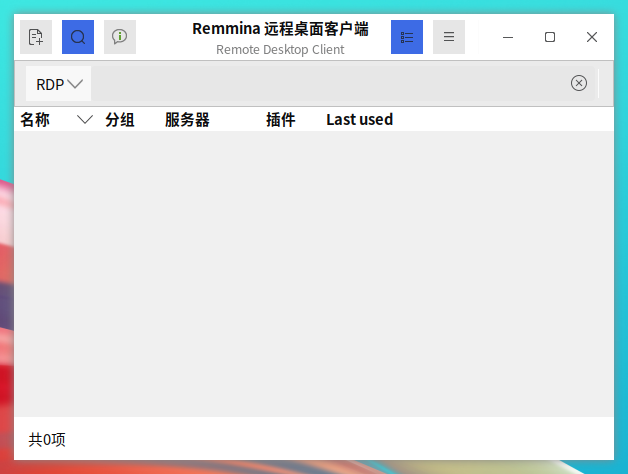 Remmina 远程桌面客户端
Remote Desktop Client
RDP
名称 分组 服务器 插件 Last used
共0项